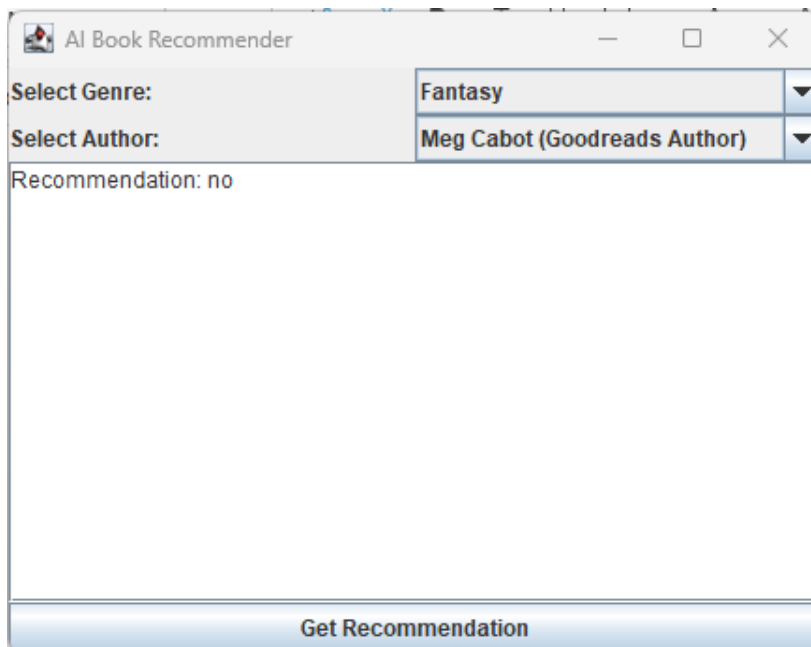 AI Book Recommender
Select Genre: Fantasy
Select Author: Meg Cabot (Goodreads Author)
Recommendation: no
Get Recommendation